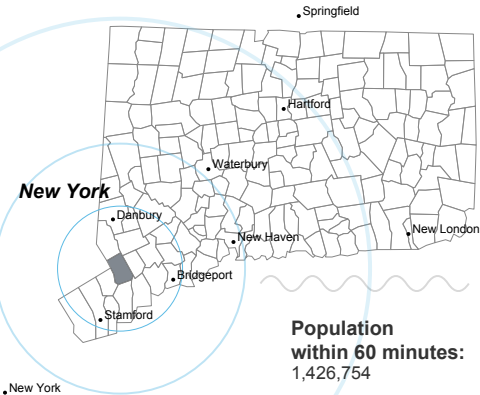 Springfield
Hartford
Waterbury
New York
Danbury
New London
New Haven
Bridgeport
Stamford
Population
within 60 minutes:
1,426,754
New York